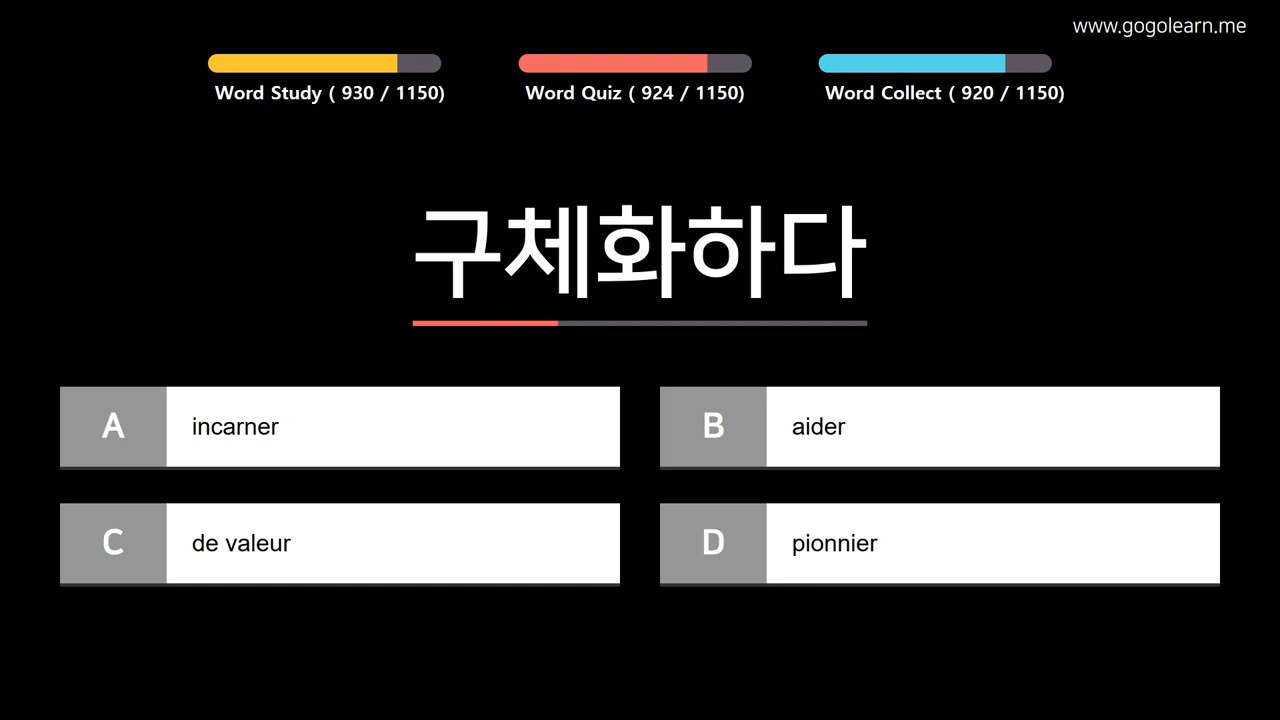 www.gogolearn.me
Word Study ( 930 / 1150)
Word Quiz ( 924 / 1150)
Word Collect ( 920 / 1150)
구체화하다
A incarner
B aider
C de valeur
D pionnier